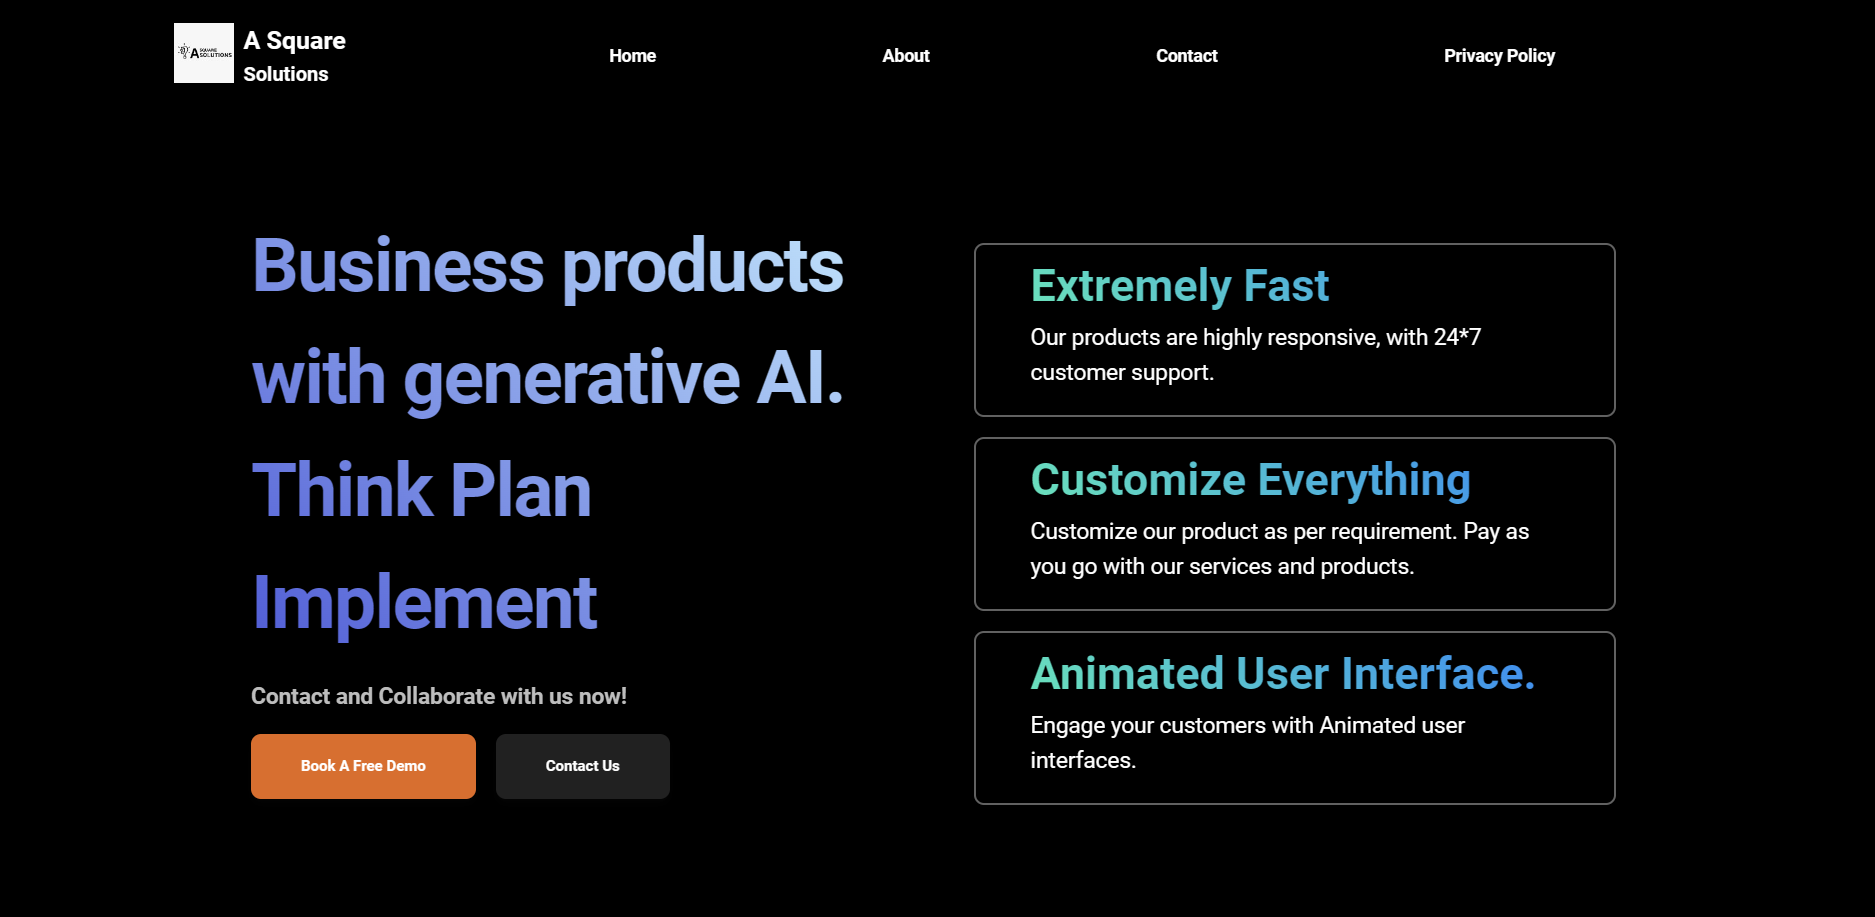 A SQUARE
SOLUTIONS
A Square
Solutions
Home
About
Contact
Privacy Policy
Business products
with generative AI.
Think Plan
Implement
Contact and Collaborate with us now!
Book A Free Demo
Contact Us
Extremely Fast
Our products are highly responsive, with 24*7
customer support.
Customize Everything
Customize our product as per requirement. Pay as
you go with our services and products.
Animated User Interface.
Engage your customers with Animated user
interfaces.